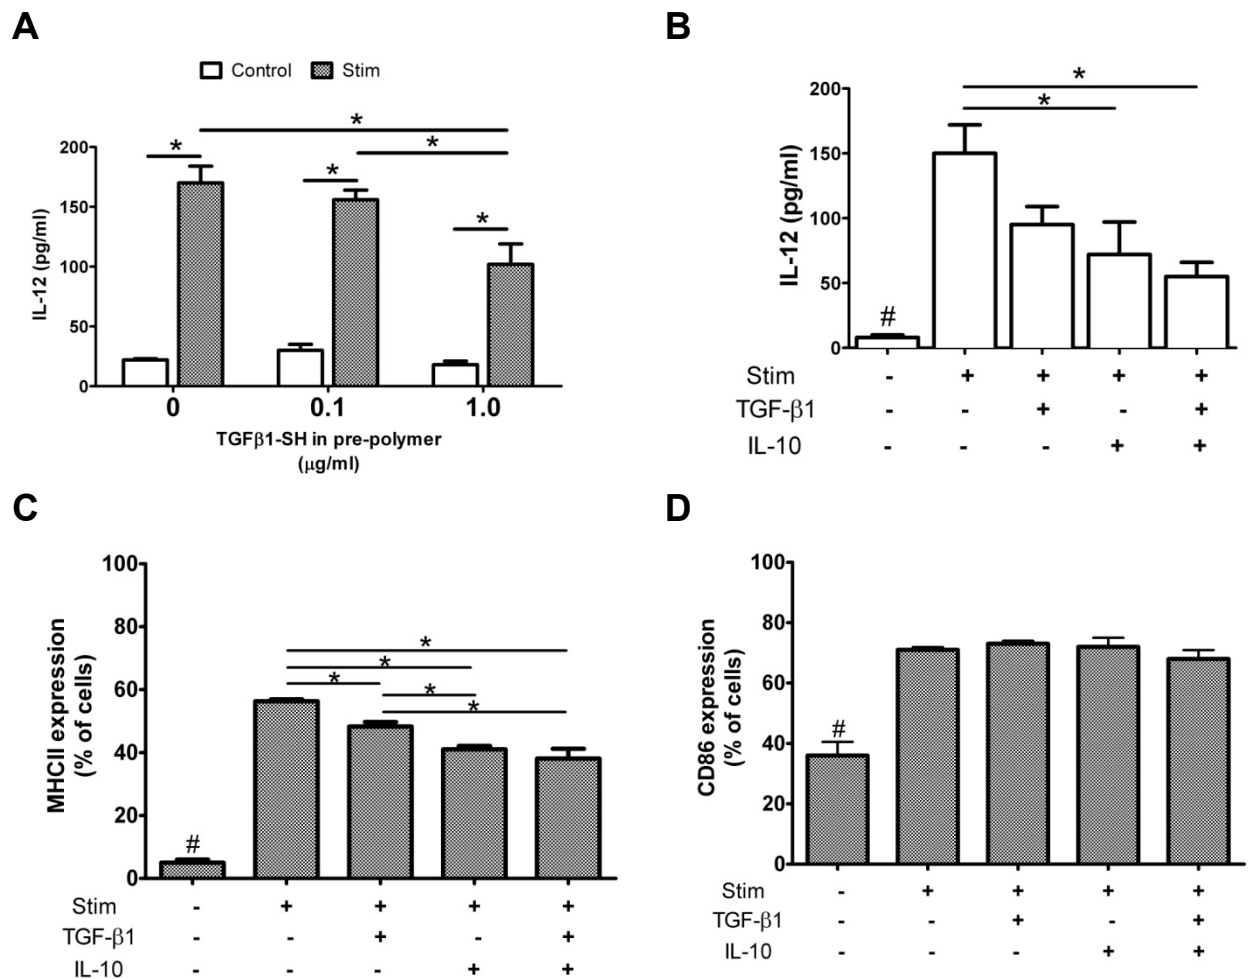 A
Control Stim
IL-12 (pg/ml)
200
150
100
50
0
* * * * *
0 0.1 1.0
TGFβ1-SH in pre-polymer
(μg/ml)
B
IL-12 (pg/ml)
200
150
100
50
0
*
*
#
Stim - + + + +
TGF-β1 - - + - +
IL-10 - - - + +
C
MHCII expression
(% of cells)
100
80
60
40
20
0
*
*
* *
*
#
Stim - + + + +
TGF-β1 - - + - +
IL-10 - - - + +
D
CD86 expression
(% of cells)
100
80
60
40
20
0
#
Stim - + + + +
TGF-β1 - - + - +
IL-10 - - - + +